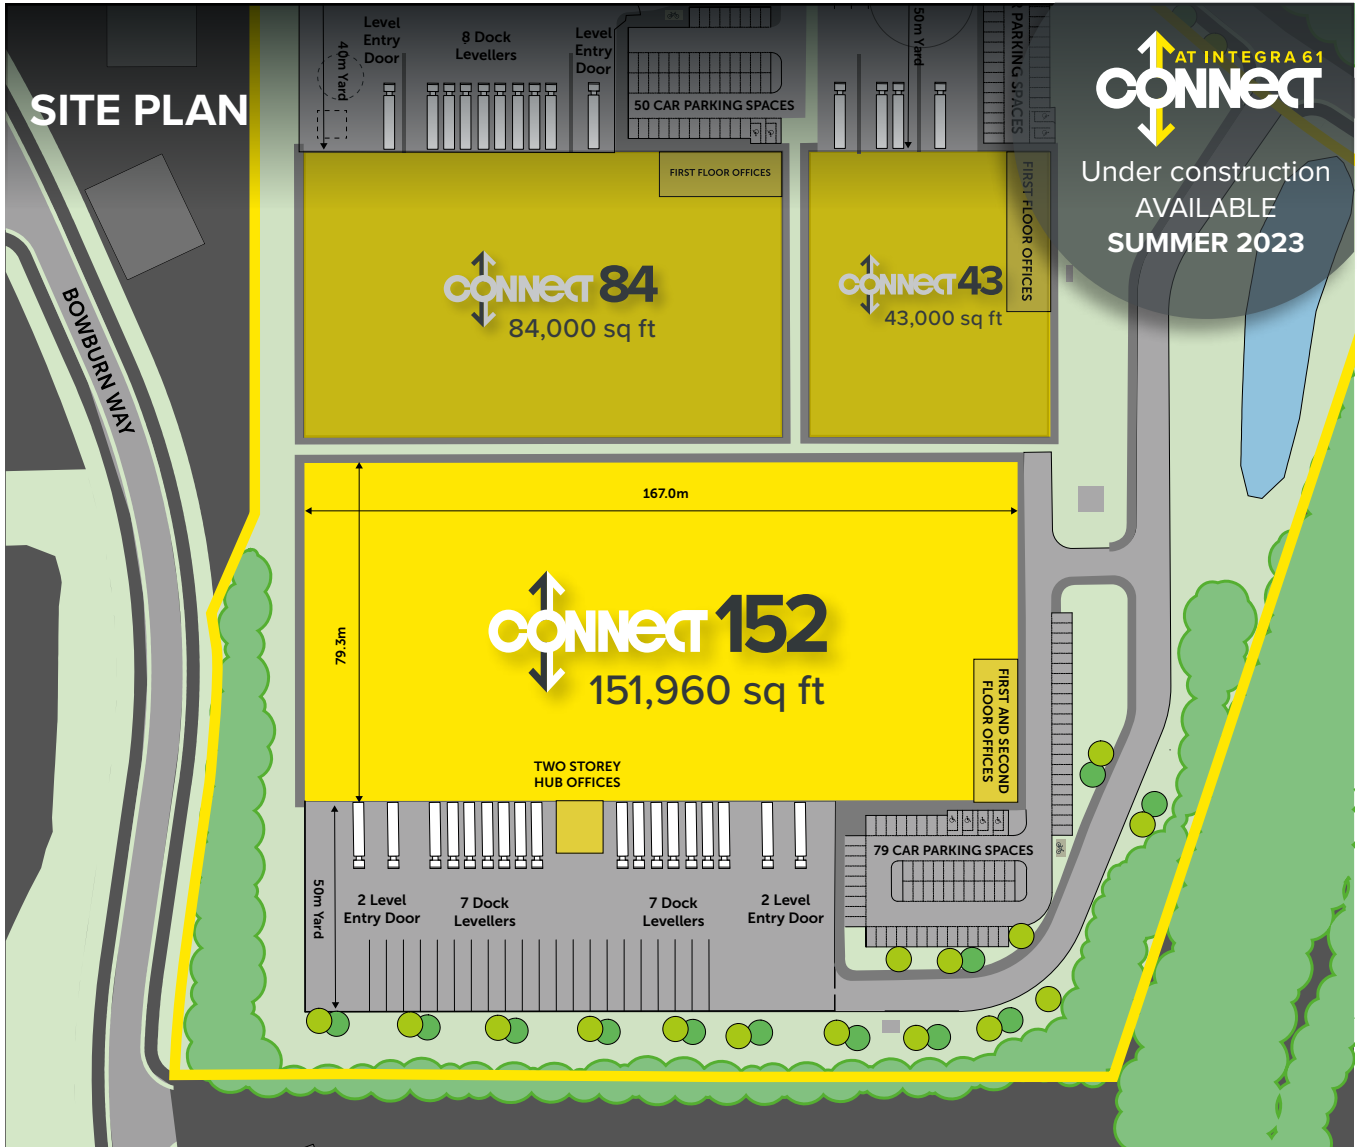 SITE PLAN
Level
Entry
Door
8 Dock
Levellers
Level
Entry
Door
40m Yard
50 CAR PARKING SPACES
50m Yard
PARKING SPACES
AT INTEGRA 61
CONNECT
Under construction
AVAILABLE
SUMMER 2023
FIRST FLOOR OFFICES
FIRST FLOOR OFFICES
CONNECT 84
84,000 sq ft
CONNECT 43
43,000 sq ft
BOWBURN WAY
167.0m
79.3m
CONNECT 152
151,960 sq ft
FIRST AND SECOND
FLOOR OFFICES
TWO STOREY
HUB OFFICES
79 CAR PARKING SPACES
50m Yard
2 Level
Entry Door
7 Dock
Levellers
7 Dock
Levellers
2 Level
Entry Door